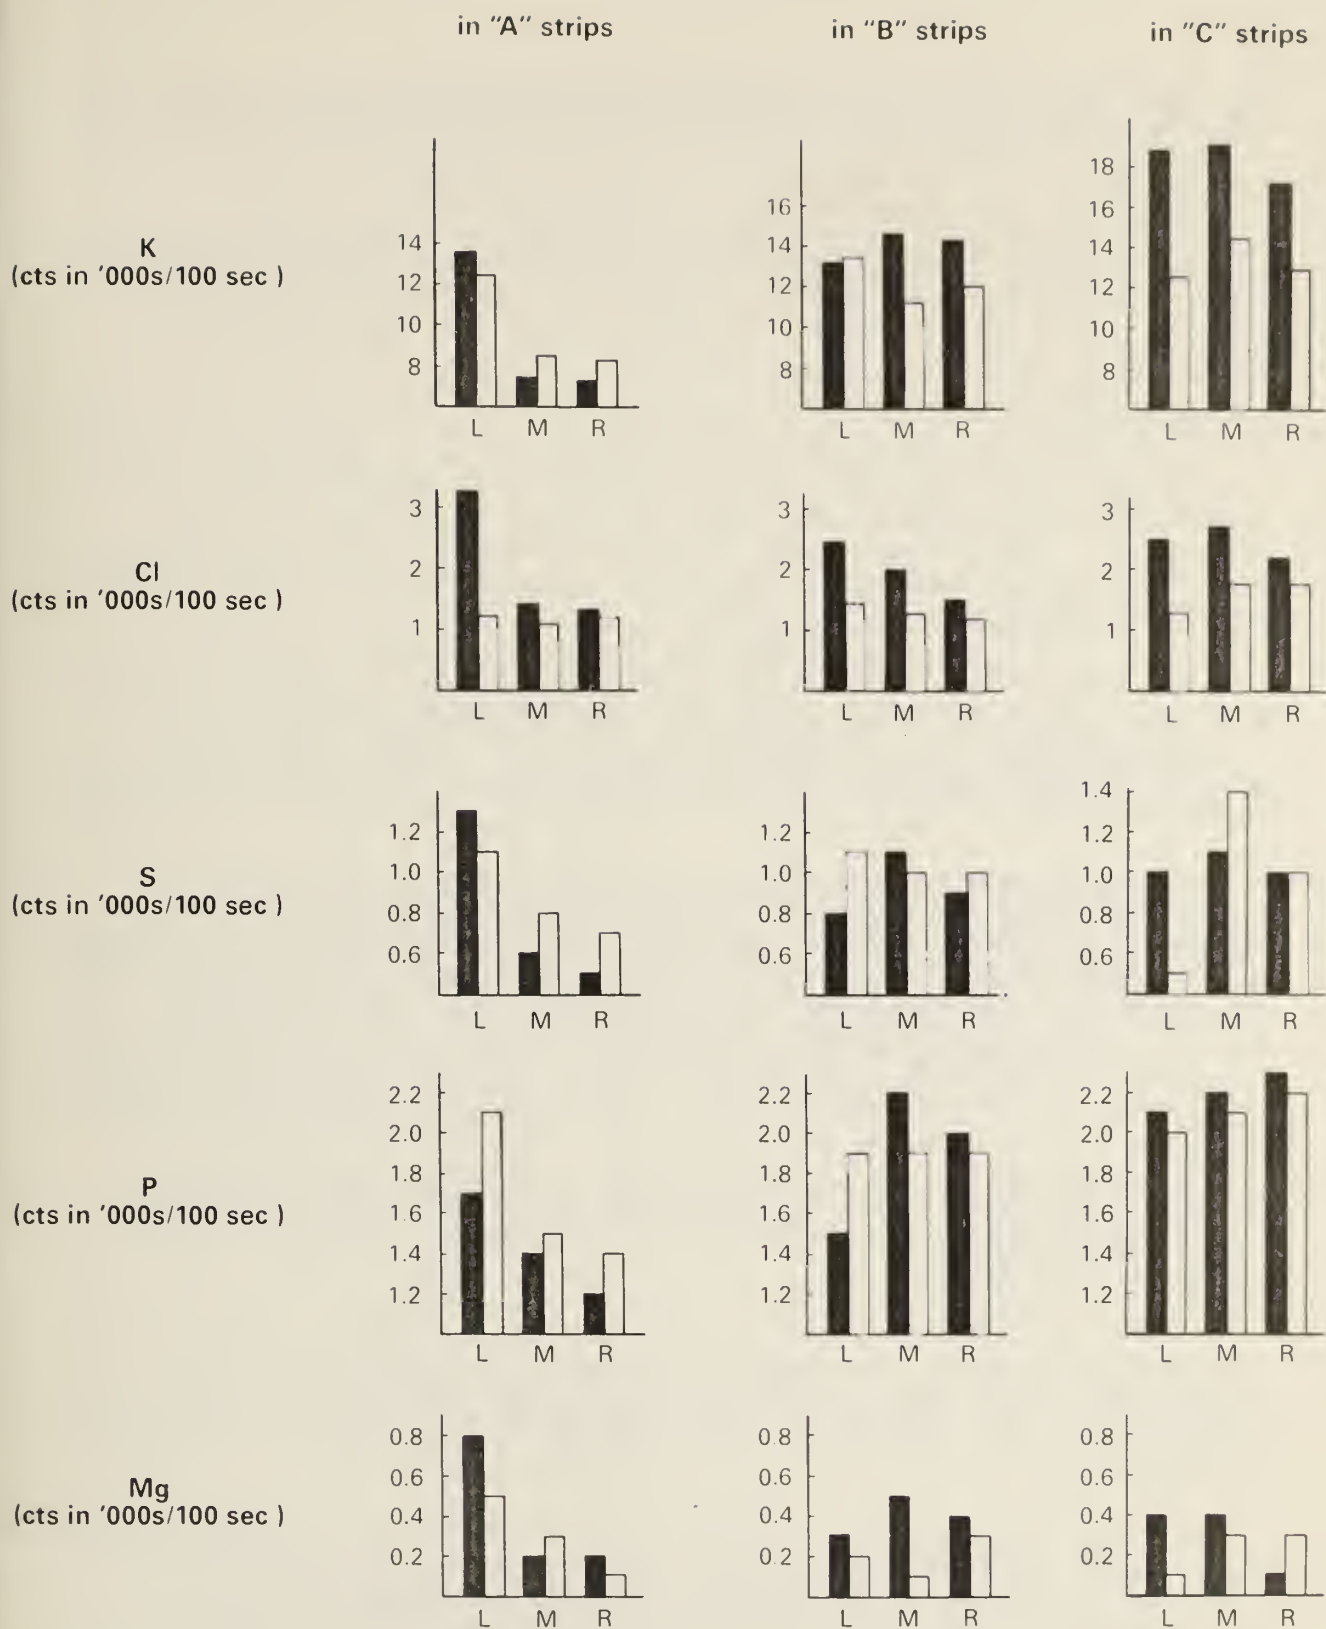 in "A" strips
in "B" strips
in "C" strips
K
(cts in '000s/100 sec )
14
12
10
8
L M R
16
14
12
10
8
L M R
18
16
14
12
10
8
L M R
Cl
(cts in '000s/100 sec )
3
2
1
L M R
3
2
1
L M R
3
2
1
L M R
S
(cts in '000s/100 sec )
1.2
1.0
0.8
0.6
L M R
1.2
1.0
0.8
0.6
L M R
1.4
1.2
1.0
0.8
0.6
L M R
P
(cts in '000s/100 sec )
2.2
2.0
1.8
1.6
1.4
1.2
L M R
2.2
2.0
1.8
1.6
1.4
1.2
L M R
2.2
2.0
1.8
1.6
1.4
1.2
L M R
Mg
(cts in '000s/100 sec )
0.8
0.6
0.4
0.2
L M R
0.8
0.6
0.4
0.2
L M R
0.8
0.6
0.4
0.2
L M R